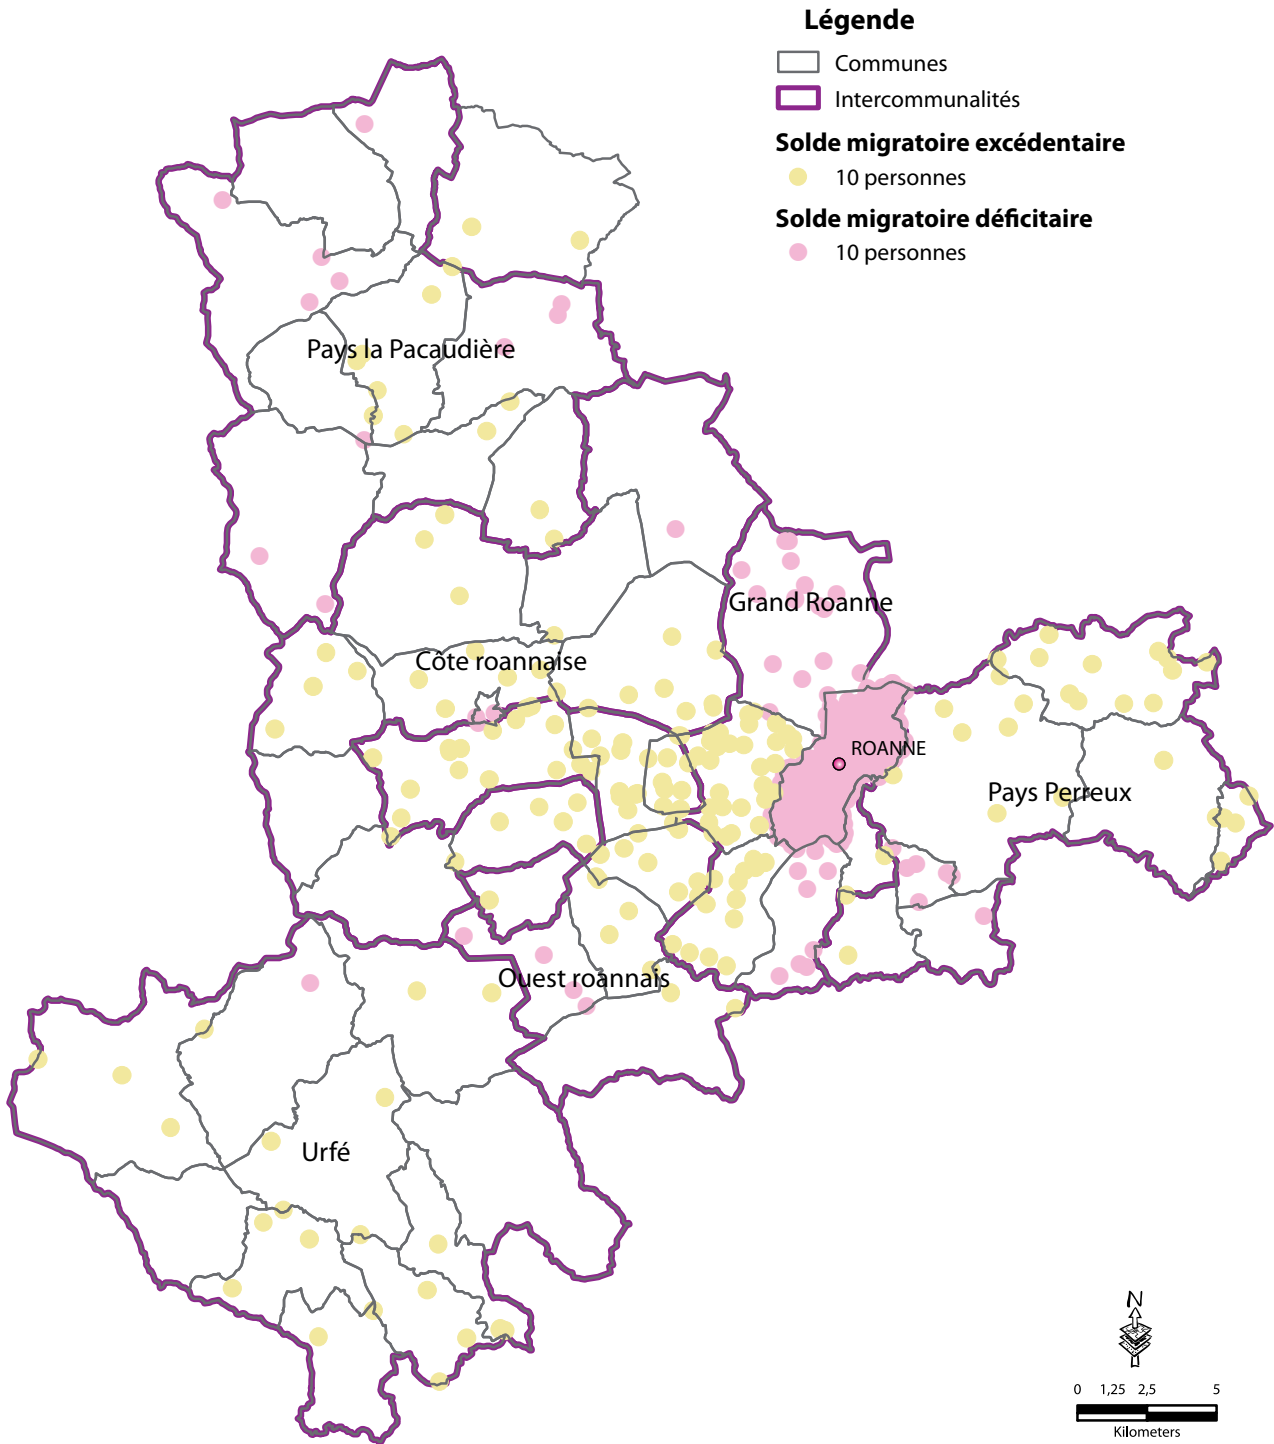 Légende
Communes
Intercommunalités
Solde migratoire excédentaire
10 personnes
Solde migratoire déficitaire
10 personnes
Pays la Pacaudière
Grand Roanne
Côte roannaise
ROANNE
Pays Perreux
Ouest roannais
Urfé
N
0 1,25 2,5 5
Kilometers